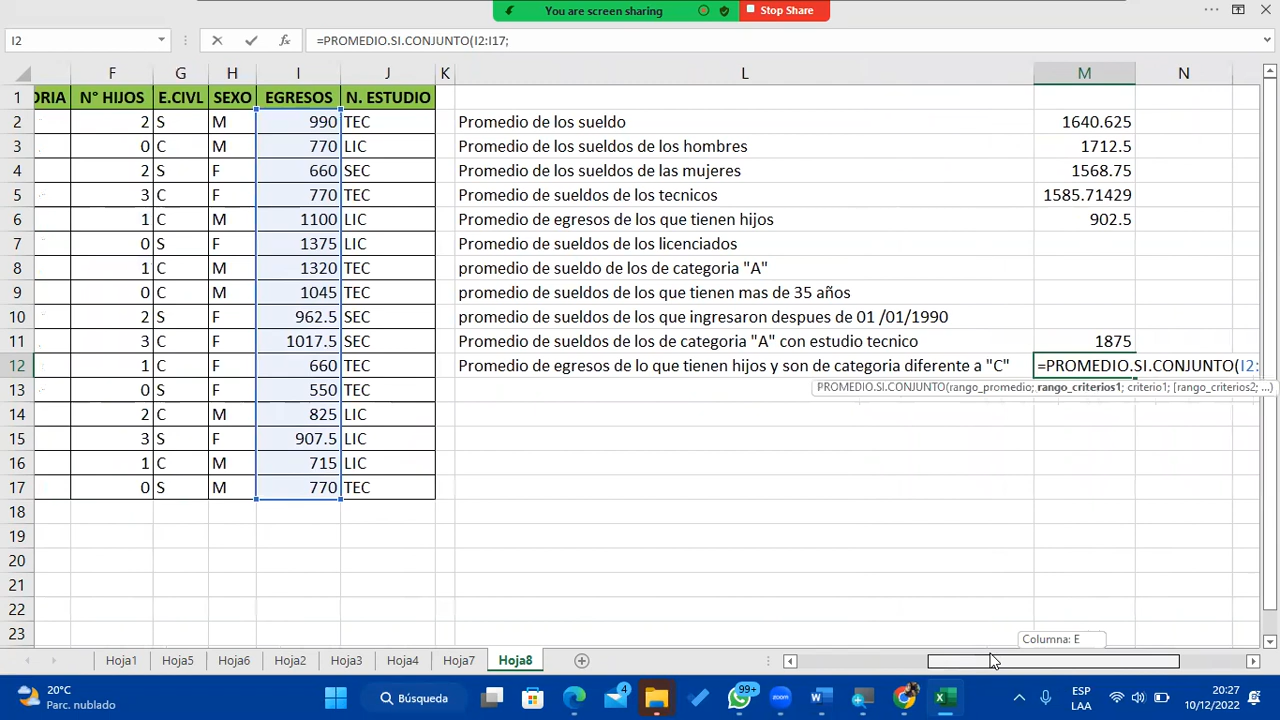 You are screen sharing Stop Share
I2 =PROMEDIO.SI.CONJUNTO(I2:I17;
F G H I J K L M N
1 ORIA N° HIJOS E.CIVL SEXO EGRESOS N. ESTUDIO
2 2 S M 990 TEC Promedio de los sueldo 1640.625
3 0 C M 770 LIC Promedio de los sueldos de los hombres 1712.5
4 2 S F 660 SEC Promedio de los sueldos de las mujeres 1568.75
5 3 C F 770 TEC Promedio de sueldos de los tecnicos 1585.71429
6 1 C M 1100 LIC Promedio de egresos de los que tienen hijos 902.5
7 0 S F 1375 LIC Promedio de sueldos de los licenciados
8 1 C M 1320 TEC promedio de sueldo de los de categoria "A"
9 0 C M 1045 TEC promedio de sueldos de los que tienen mas de 35 años
10 2 S F 962.5 SEC promedio de sueldos de los que ingresaron despues de 01 /01/1990
11 3 C F 1017.5 SEC Promedio de sueldos de los de categoria "A" con estudio tecnico 1875
12 1 C F 660 TEC Promedio de egresos de lo que tienen hijos y son de categoria diferente a "C" =PROMEDIO.SI.CONJUNTO(I2:
PROMEDIO.SI.CONJUNTO(rango_promedio; rango_criterios1; criterio1; [rango_criterios2; ...)
13 0 S F 550 TEC
14 2 C M 825 LIC
15 3 S F 907.5 LIC
16 1 C M 715 LIC
17 0 S M 770 TEC
18
19
20
21
22
23
Columna: E
Hoja1 Hoja5 Hoja6 Hoja2 Hoja3 Hoja4 Hoja7 Hoja8
20°C
Parc. nublado
Búsqueda
4
99+
ESP
LAA
20:27
10/12/2022